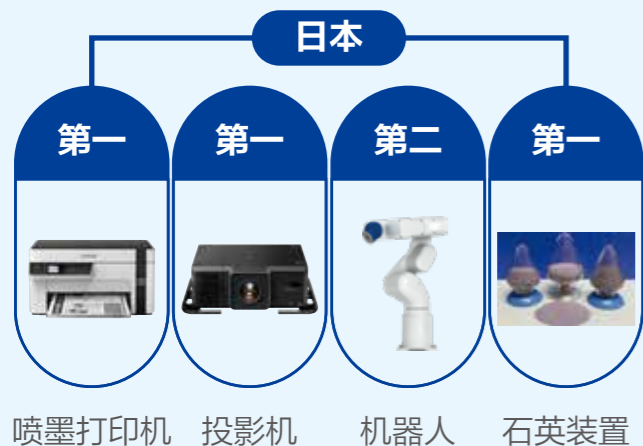 日本
第一
第一
第二
第一
喷墨打印机
投影机
机器人
石英装置